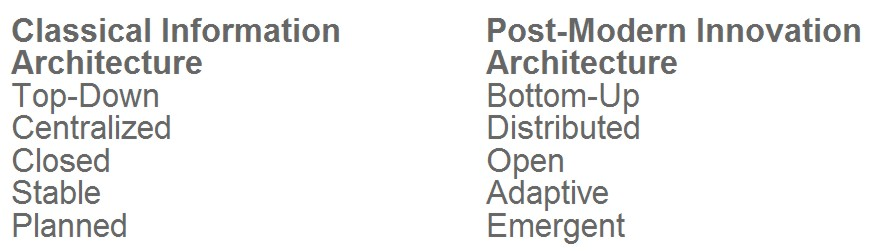 Classical Information
Architecture
Top-Down
Centralized
Closed
Stable
Planned
Post-Modern Innovation
Architecture
Bottom-Up
Distributed
Open
Adaptive
Emergent